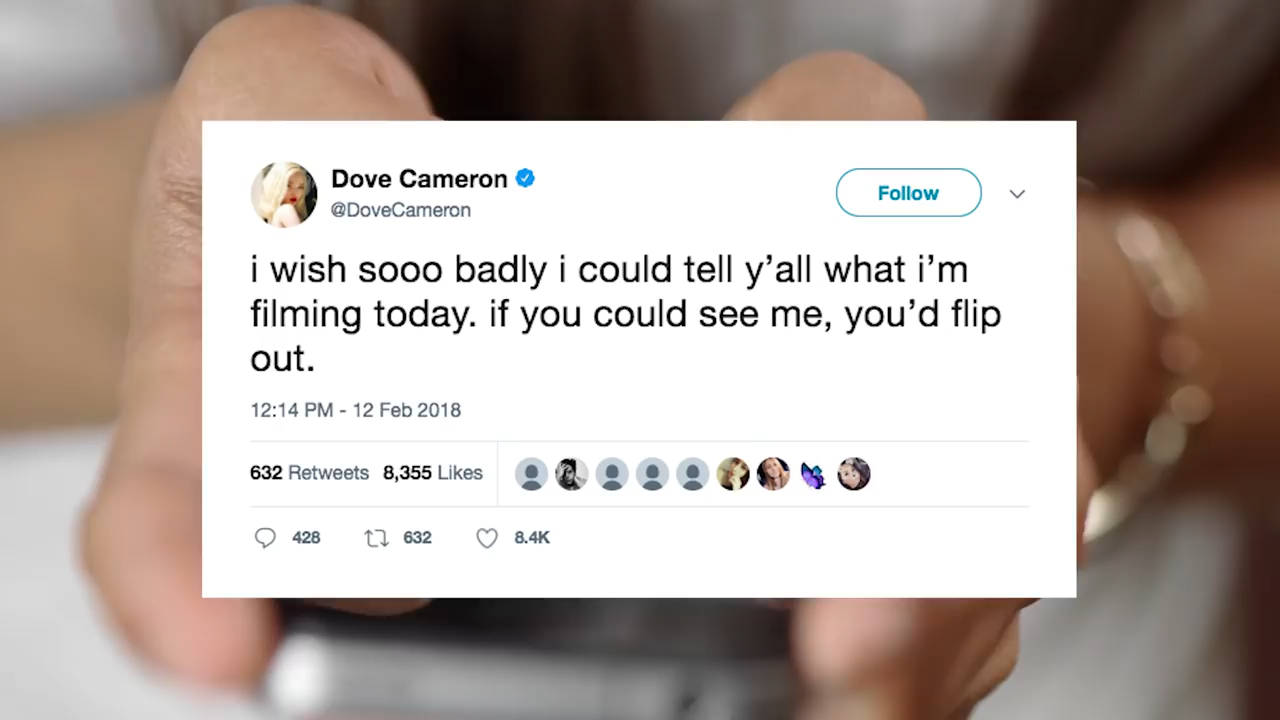 Dove Cameron
@DoveCameron
Follow
i wish sooo badly i could tell y’all what i’m
filming today. if you could see me, you’d flip
out.
12:14 PM - 12 Feb 2018
632 Retweets 8,355 Likes
428 632 8.4K